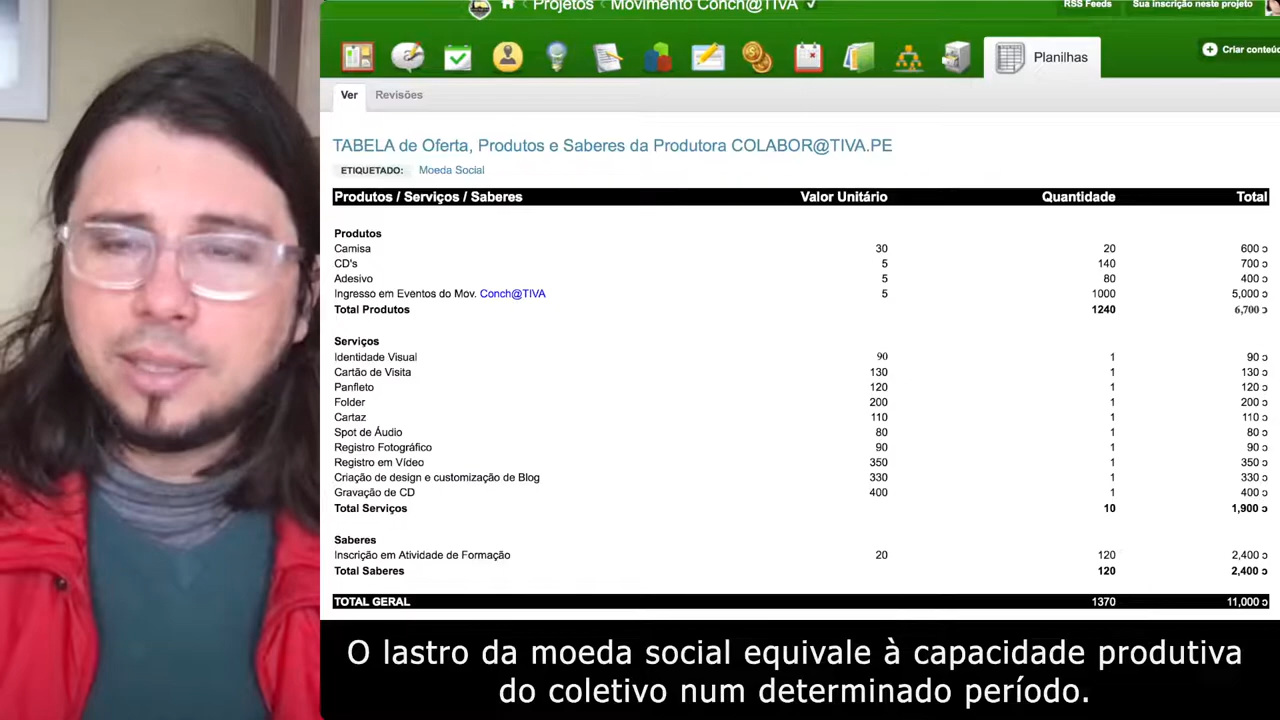 Projetos Movimento Conch@TIVA RSS Feeds Sua inscrição neste projeto
Planilhas
Criar conteú
Ver Revisões
TABELA de Oferta, Produtos e Saberes da Produtora COLABOR@TIVA.PE
ETIQUETADO: Moeda Social
Produtos / Serviços / Saberes Valor Unitário Quantidade Total
Produtos
Camisa 30 20 600 ɔ
CD's 5 140 700 ɔ
Adesivo 5 80 400 ɔ
Ingresso em Eventos do Mov. Conch@TIVA 5 1000 5,000 ɔ
Total Produtos 1240 6,700 ɔ
Serviços
Identidade Visual 90 1 90 ɔ
Cartão de Visita 130 1 130 ɔ
Panfleto 120 1 120 ɔ
Folder 200 1 200 ɔ
Cartaz 110 1 110 ɔ
Spot de Áudio 80 1 80 ɔ
Registro Fotográfico 90 1 90 ɔ
Registro em Vídeo 350 1 350 ɔ
Criação de design e customização de Blog 330 1 330 ɔ
Gravação de CD 400 1 400 ɔ
Total Serviços 10 1,900 ɔ
Saberes
Inscrição em Atividade de Formação 20 120 2,400 ɔ
Total Saberes 120 2,400 ɔ
TOTAL GERAL 1370 11,000 ɔ
O lastro da moeda social equivale à capacidade produtiva
do coletivo num determinado período.